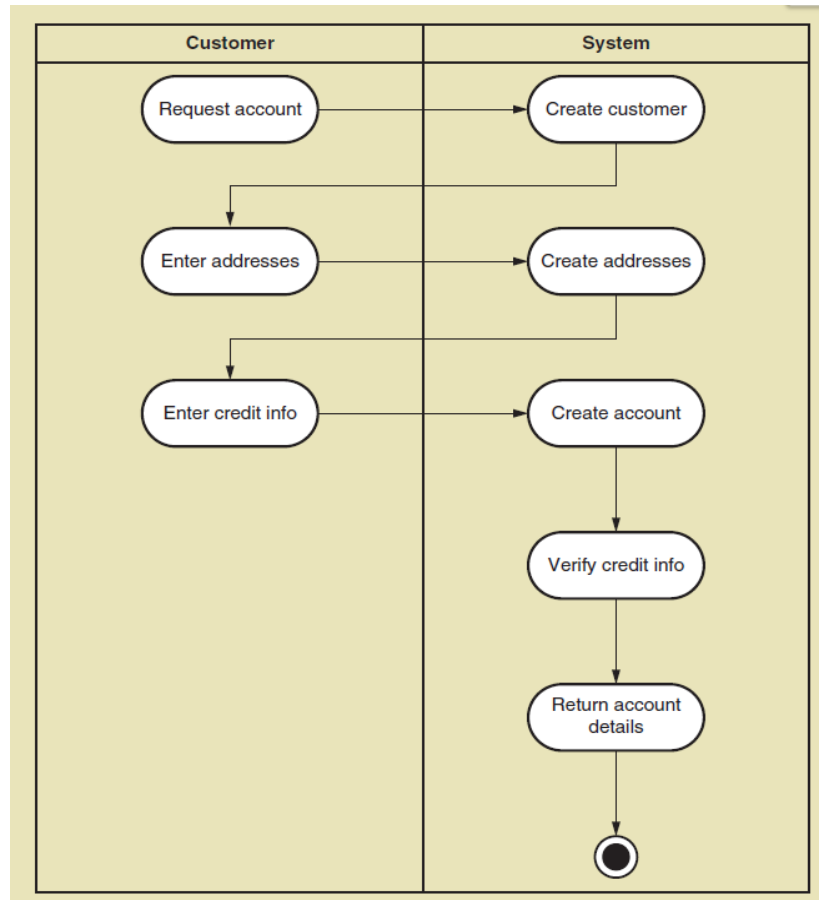 Customer
System
Request account
Create customer
Enter addresses
Create addresses
Enter credit info
Create account
Verify credit info
Return account
details